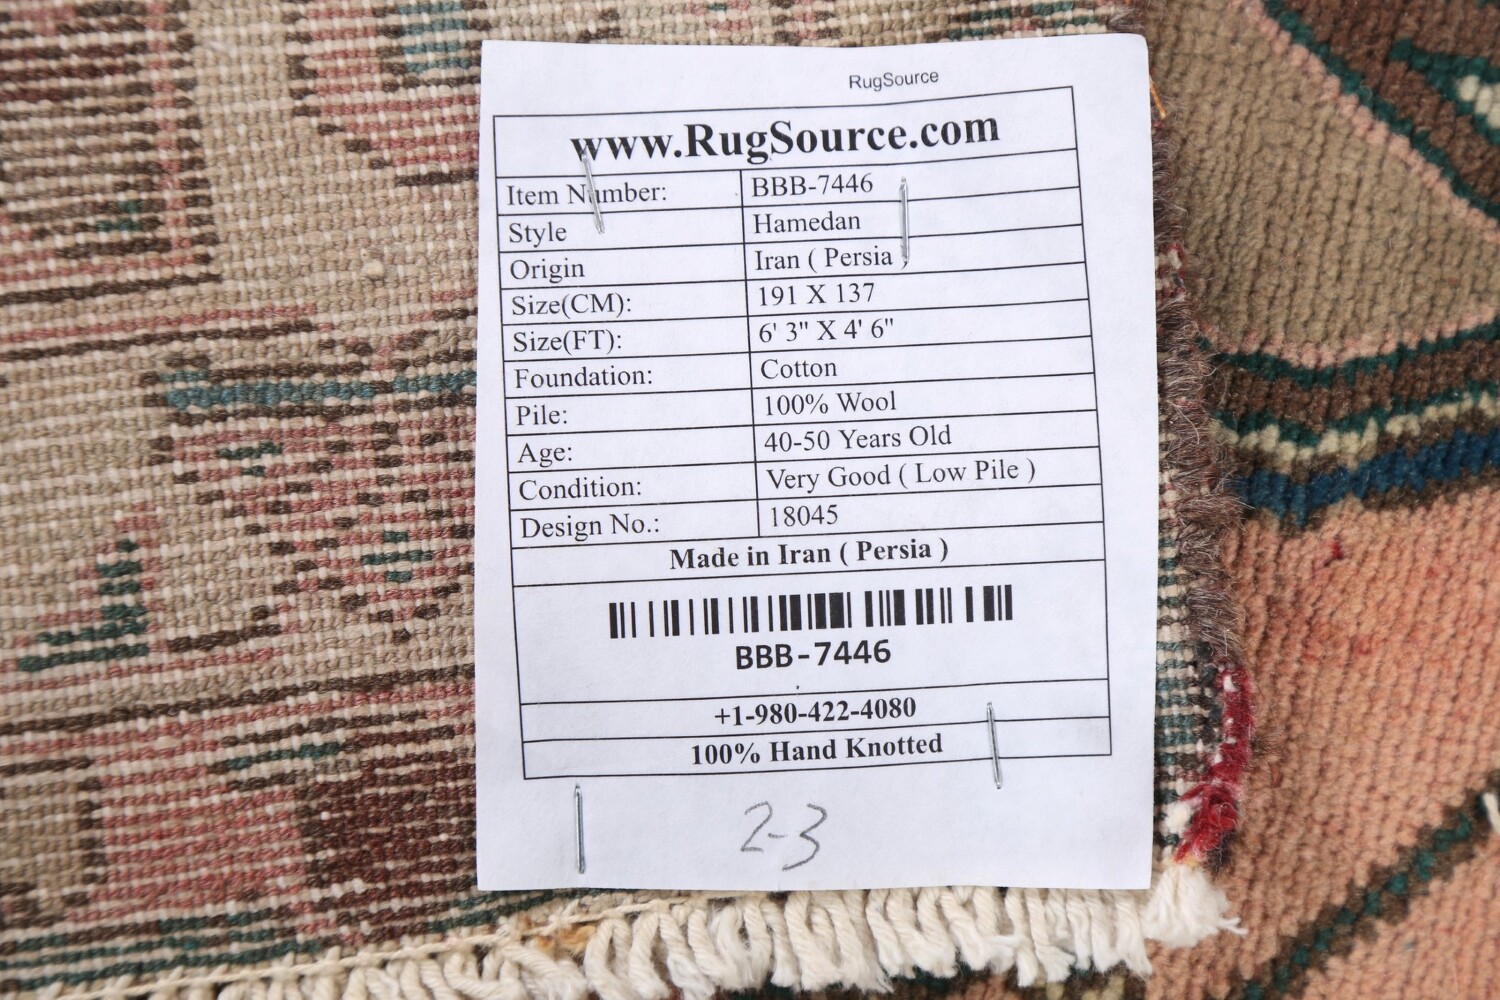 RugSource
www.RugSource.com
Item Number: BBB-7446
Style Hamedan
Origin Iran ( Persia )
Size(CM): 191 X 137
Size(FT): 6' 3" X 4' 6"
Foundation: Cotton
Pile: 100% Wool
Age: 40-50 Years Old
Condition: Very Good ( Low Pile )
Design No.: 18045
Made in Iran ( Persia )
BBB-7446
+1-980-422-4080
100% Hand Knotted
2-3